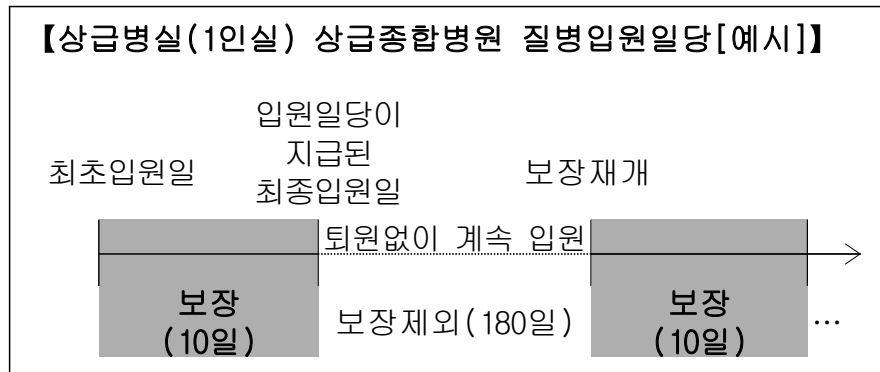 【상급병실(1인실) 상급종합병원 질병입원일당[예시]】
최초입원일
입원일당이
지급된
최종입원일
보장재개
퇴원없이 계속 입원
보장
(10일)
보장제외(180일)
보장
(10일)
…